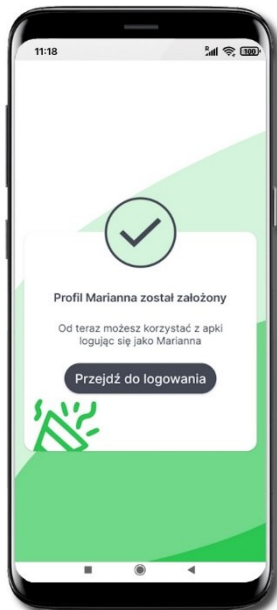 11:18
R
100
Profil Marianna został założony
Od teraz możesz korzystać z apki
logując się jako Marianna
Przejdź do logowania